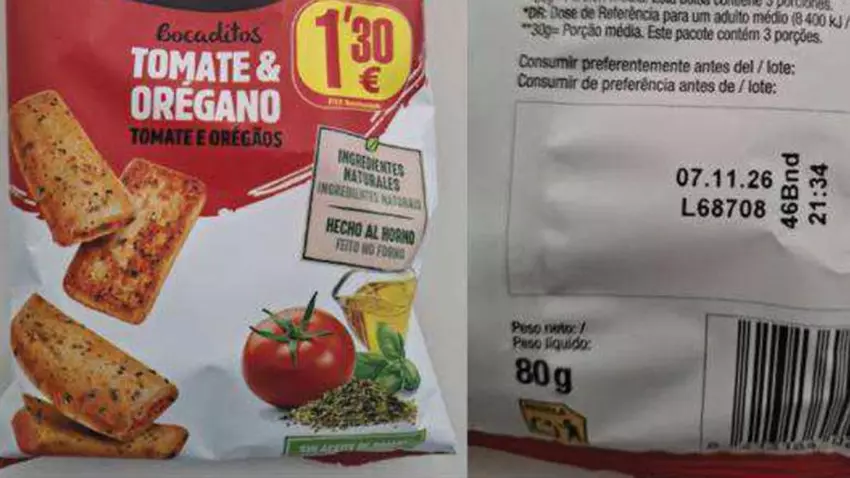 Bocaditos
TOMATE &
ORÉGANO
TOMATE E ORÉGÃOS
1'30
€
INGREDIENTES
NATURALES
INGREDIENTES NATURAIS
HECHO AL HORNO
FEITO NO FORNO
*DR: Dose de Referência para um adulto médio (8 400 kJ /
**30g= Porção média. Este pacote contém 3 porções.
Consumir preferentemente antes del / lote:
Consumir de preferência antes de / lote:
07.11.26
L68708
46Bnd
21:34
Peso neto: /
Peso líquido:
80g